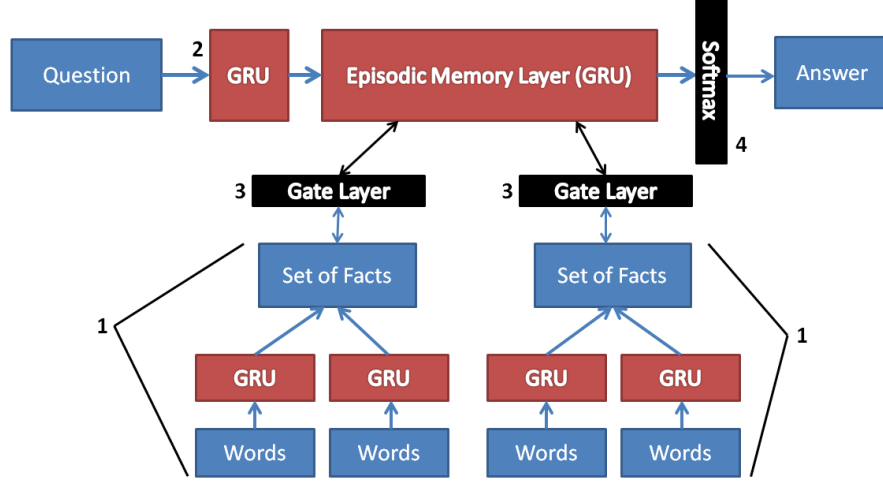 Question
2
GRU
Episodic Memory Layer (GRU)
Softmax
4
Answer
3
Gate Layer
3
Gate Layer
1
Set of Facts
Set of Facts
1
GRU
GRU
GRU
GRU
Words
Words
Words
Words